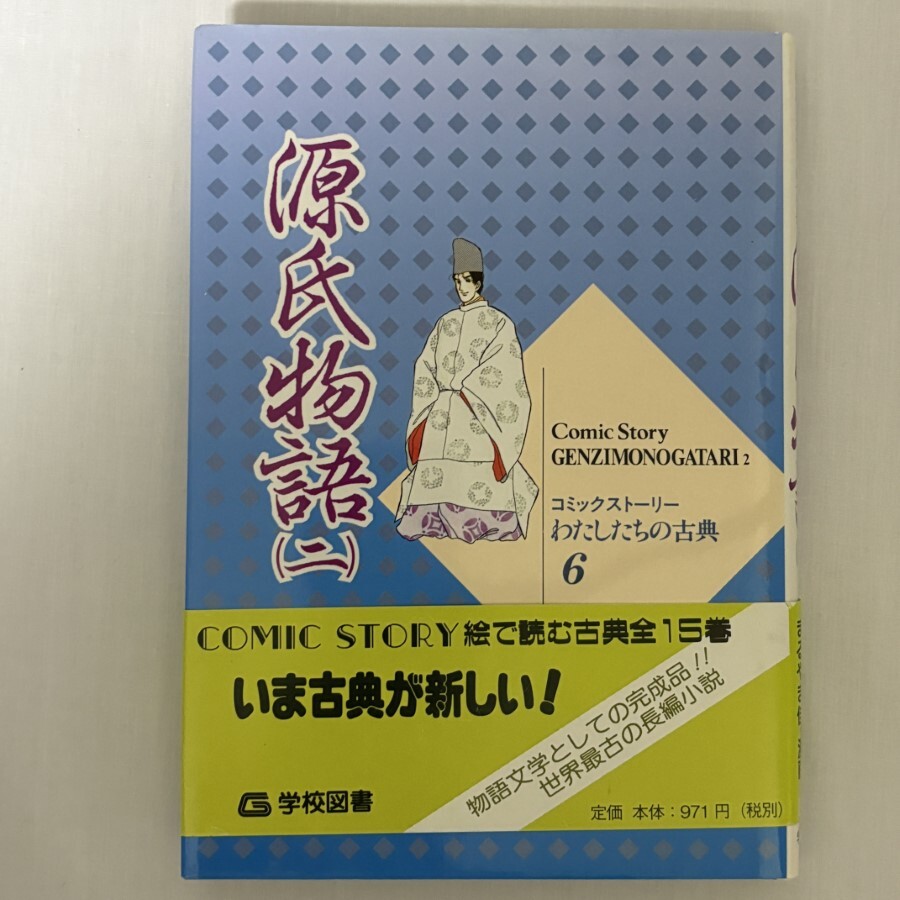 源氏物語(二)
Comic Story
GENZIMONOGATARI 2
コミックストーリー
わたしたちの古典
6
COMIC STORY 絵で読む古典全15巻
いま古典が新しい!
物語文学としての完成品!!
世界最古の長編小説
学校図書
定価 本体:971円(税別)